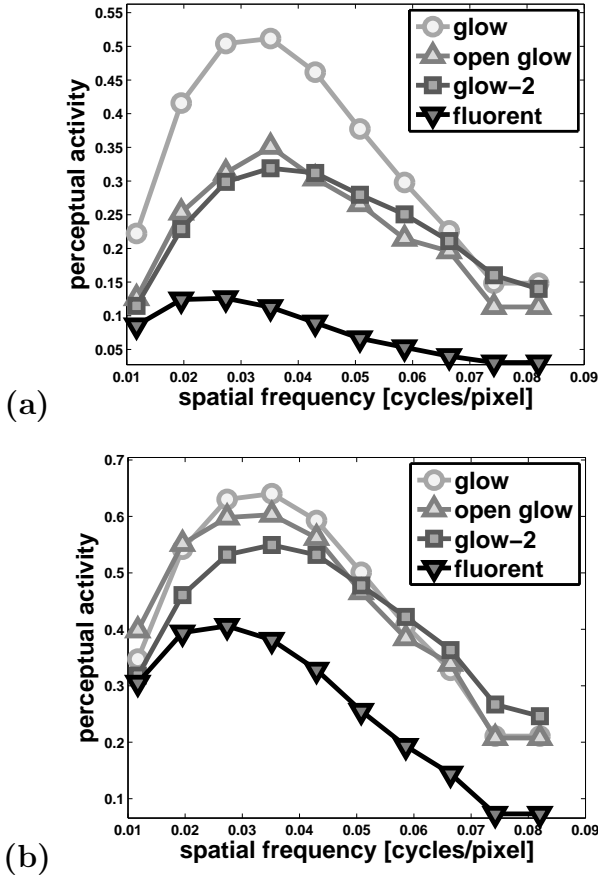 0.55
0.5
0.45
0.4
0.35
0.3
0.25
0.2
0.15
0.1
0.05
perceptual activity
glow
open glow
glow-2
fluorent
0.01 0.02 0.03 0.04 0.05 0.06 0.07 0.08 0.09
spatial frequency [cycles/pixel]
(a)
0.7
0.6
0.5
0.4
0.3
0.2
0.1
perceptual activity
glow
open glow
glow-2
fluorent
0.01 0.02 0.03 0.04 0.05 0.06 0.07 0.08 0.09
spatial frequency [cycles/pixel]
(b)